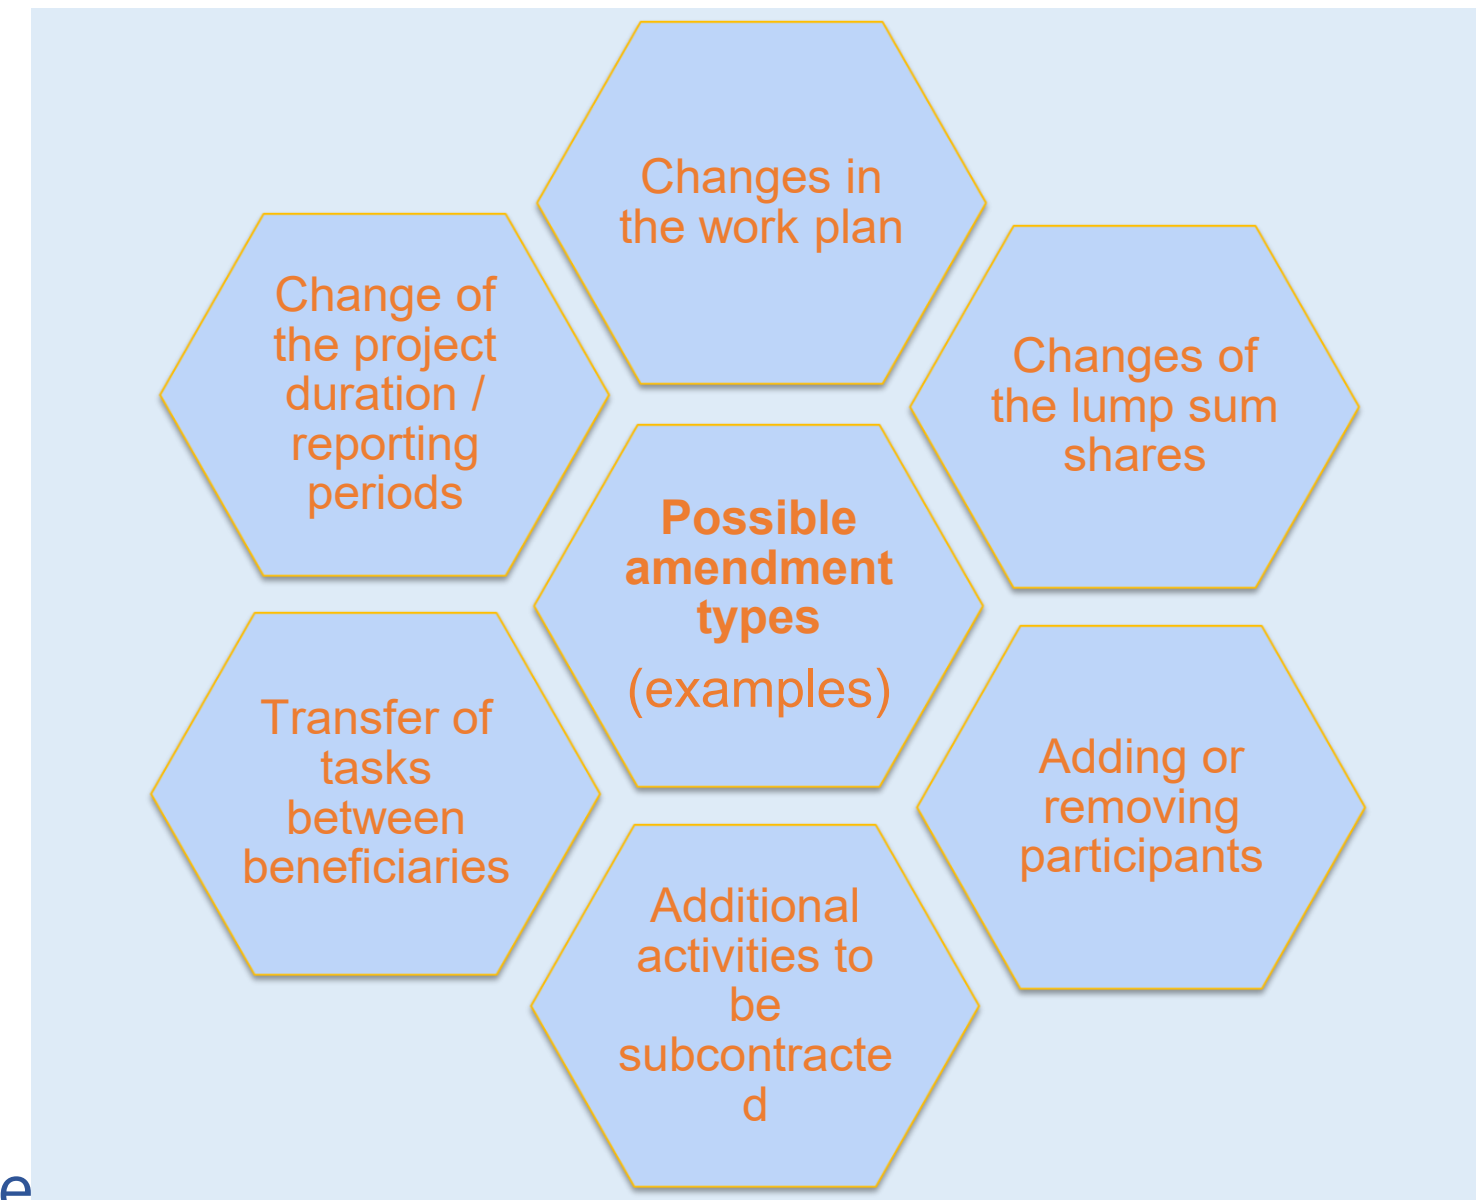 Changes in
the work plan
Change of
the project
duration /
reporting
periods
Changes of
the lump sum
shares
Possible
amendment
types
(examples)
Transfer of
tasks
between
beneficiaries
Adding or
removing
participants
Additional
activities to
be
subcontracte
d
e